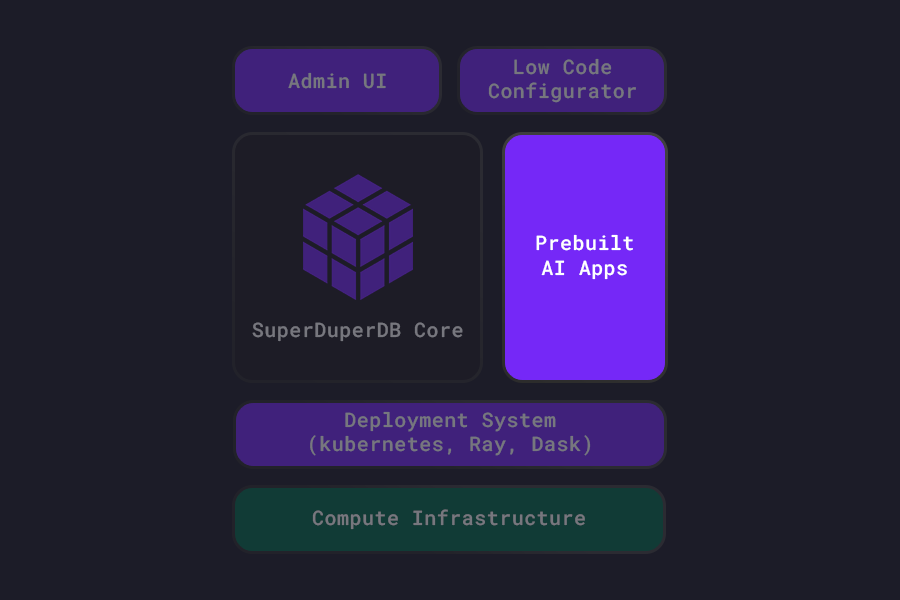 Admin UI
Low Code
Configurator
Prebuilt
AI Apps
SuperDuperDB Core
Deployment System
(kubernetes, Ray, Dask)
Compute Infrastructure